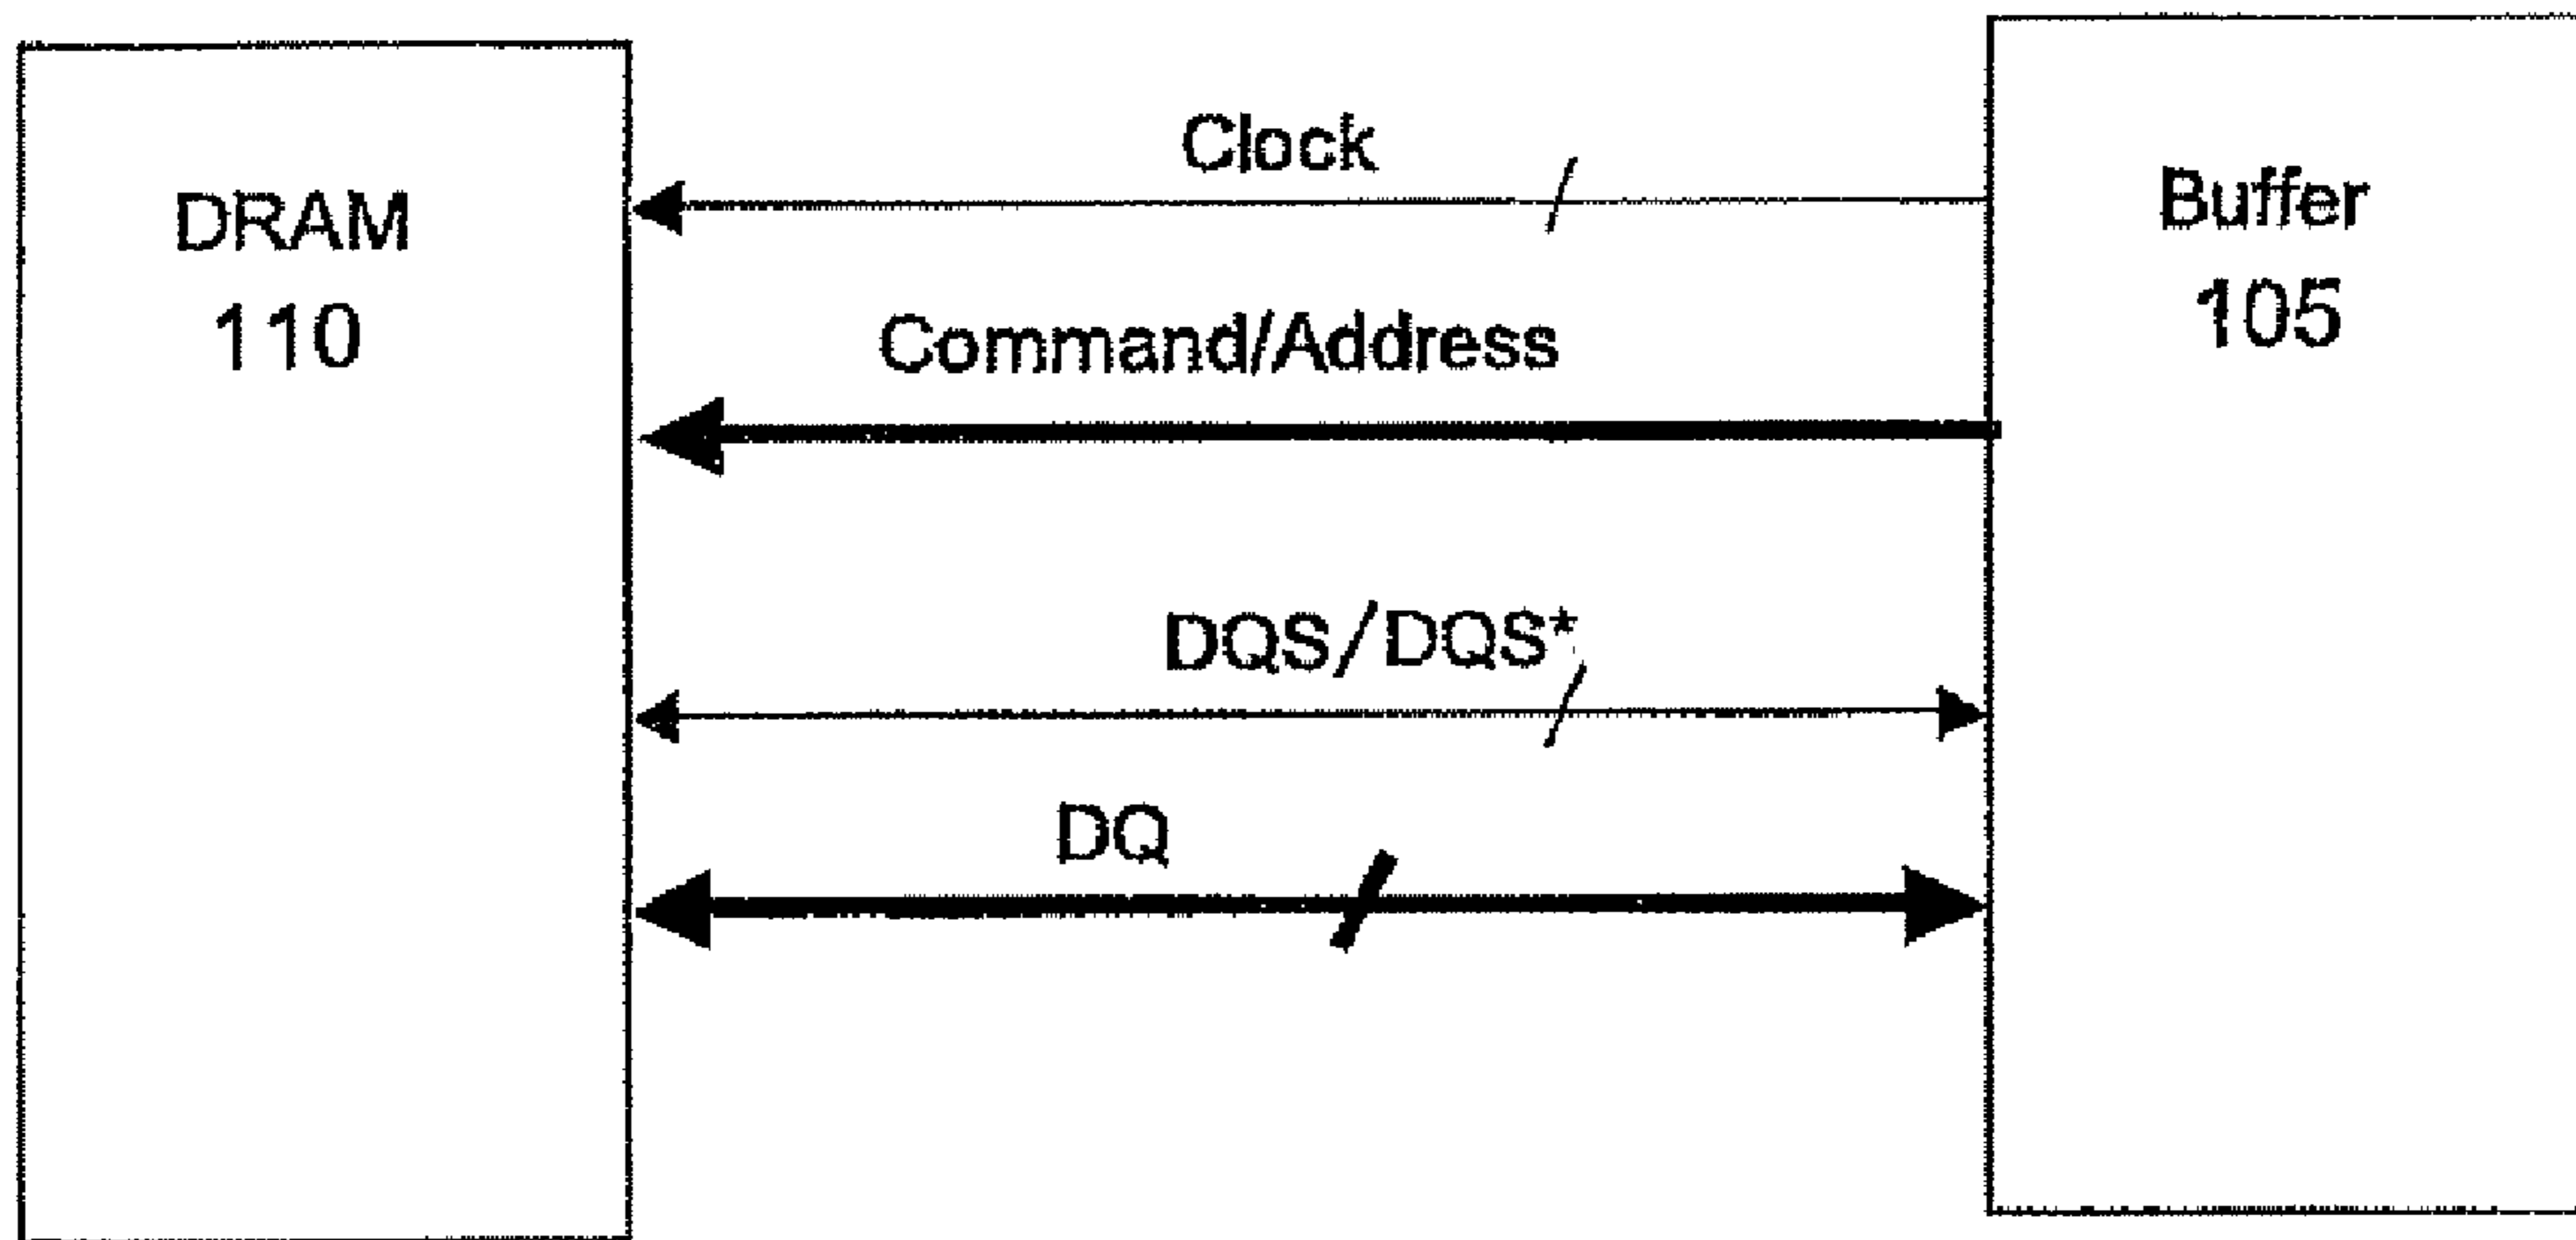 DRAM
110
Clock
Command/Address
DQS/DQS*
DQ
Buffer
105